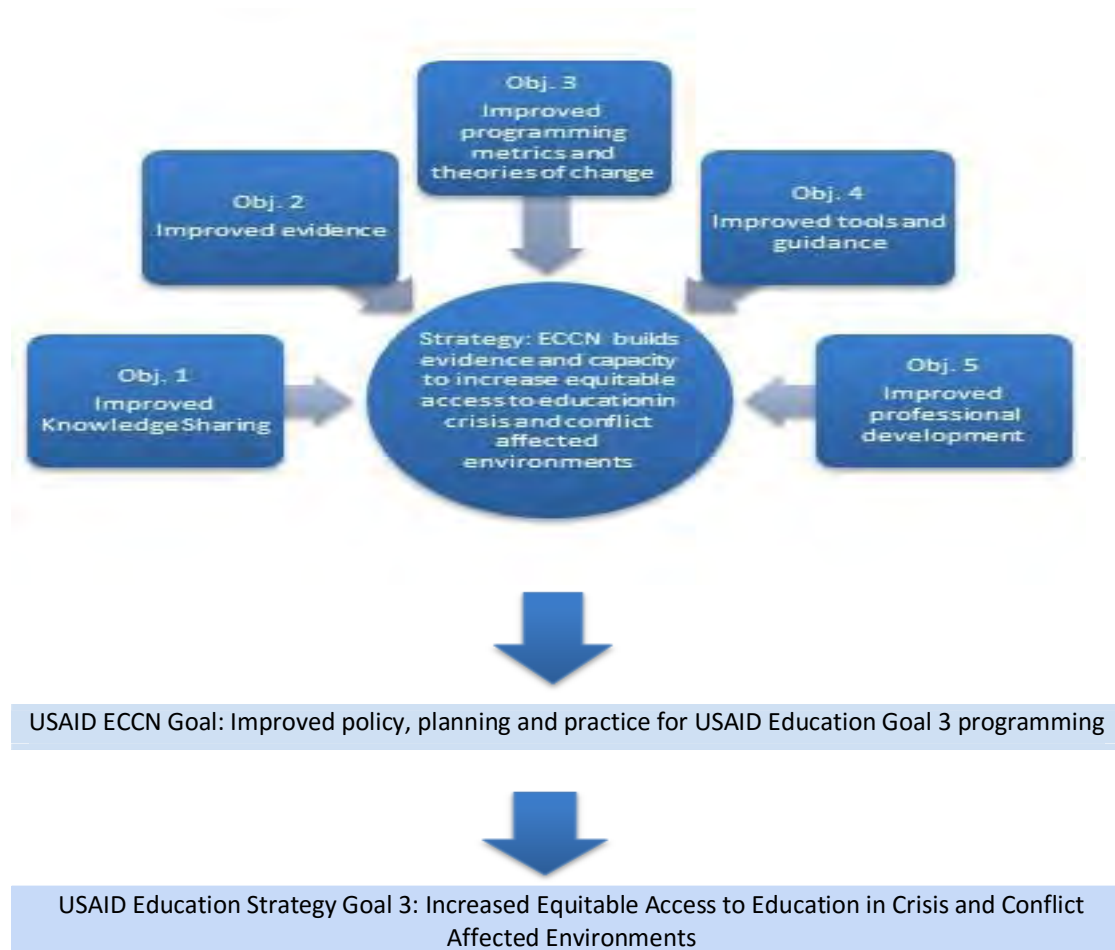 Obj. 3
Improved
programming
metrics and
theories of change
Obj. 2
Improved evidence
Obj. 4
Improved tools and
guidance
Obj. 1
Improved
Knowledge Sharing
Strategy: ECCN builds
evidence and capacity
to increase equitable
access to education in
crisis and conflict
affected
environments
Obj. 5
Improved
professional
development
USAID ECCN Goal: Improved policy, planning and practice for USAID Education Goal 3 programming
USAID Education Strategy Goal 3: Increased Equitable Access to Education in Crisis and Conflict
Affected Environments